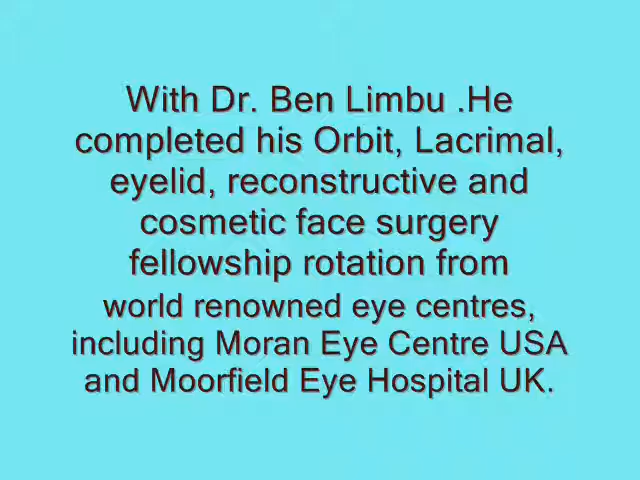 With Dr. Ben Limbu .He
completed his Orbit, Lacrimal,
eyelid, reconstructive and
cosmetic face surgery
fellowship rotation from
world renowned eye centres,
including Moran Eye Centre USA
and Moorfield Eye Hospital UK.